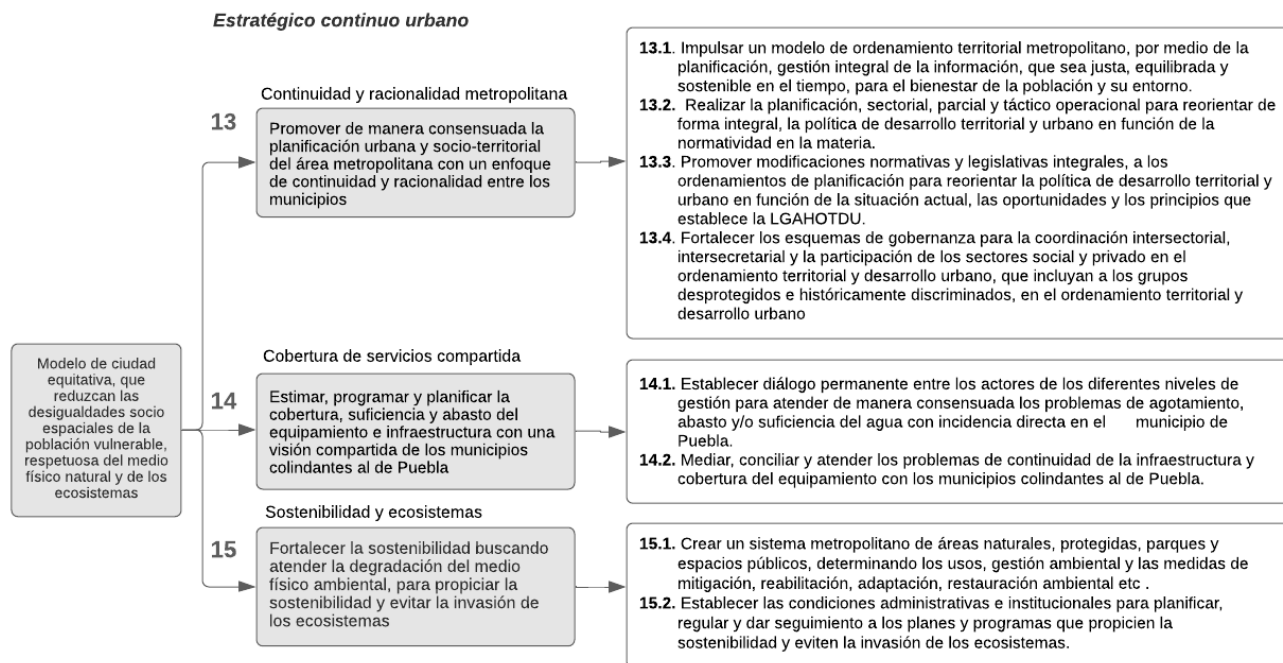 Estratégico continuo urbano
Continuidad y racionalidad metropolitana
13
Promover de manera consensuada la
planificación urbana y socio-territorial
del área metropolitana con un enfoque
de continuidad y racionalidad entre los
municipios
13.1. Impulsar un modelo de ordenamiento territorial metropolitano, por medio de la
planificación, gestión integral de la información, que sea justa, equilibrada y
sostenible en el tiempo, para el bienestar de la población y su entorno.
13.2. Realizar la planificación, sectorial, parcial y táctico operacional para reorientar de
forma integral, la política de desarrollo territorial y urbano en función de la
normatividad en la materia.
13.3. Promover modificaciones normativas y legislativas integrales, a los
ordenamientos de planificación para reorientar la política de desarrollo territorial y
urbano en función de la situación actual, las oportunidades y los principios que
establece la LGAHOTDU.
13.4. Fortalecer los esquemas de gobernanza para la coordinación intersectorial,
intersecretarial y la participación de los sectores social y privado en el
ordenamiento territorial y desarrollo urbano, que incluyan a los grupos
desprotegidos e históricamente discriminados, en el ordenamiento territorial y
desarrollo urbano
Modelo de ciudad
equitativa, que
reduzcan las
desigualdades socio
espaciales de la
población vulnerable,
respetuosa del medio
físico natural y de los
ecosistemas
Cobertura de servicios compartida
14
Estimar, programar y planificar la
cobertura, suficiencia y abasto del
equipamiento e infraestructura con una
visión compartida de los municipios
colindantes al de Puebla
14.1. Establecer diálogo permanente entre los actores de los diferentes niveles de
gestión para atender de manera consensuada los problemas de agotamiento,
abasto y/o suficiencia del agua con incidencia directa en el municipio de
Puebla.
14.2. Mediar, conciliar y atender los problemas de continuidad de la infraestructura y
cobertura del equipamiento con los municipios colindantes al de Puebla.
Sostenibilidad y ecosistemas
15
Fortalecer la sostenibilidad buscando
atender la degradación del medio
físico ambiental, para propiciar la
sostenibilidad y evitar la invasión de
los ecosistemas
15.1. Crear un sistema metropolitano de áreas naturales, protegidas, parques y
espacios públicos, determinando los usos, gestión ambiental y las medidas de
mitigación, reabilitación, adaptación, restauración ambiental etc .
15.2. Establecer las condiciones administrativas e institucionales para planificar,
regular y dar seguimiento a los planes y programas que propicien la
sostenibilidad y eviten la invasión de los ecosistemas.